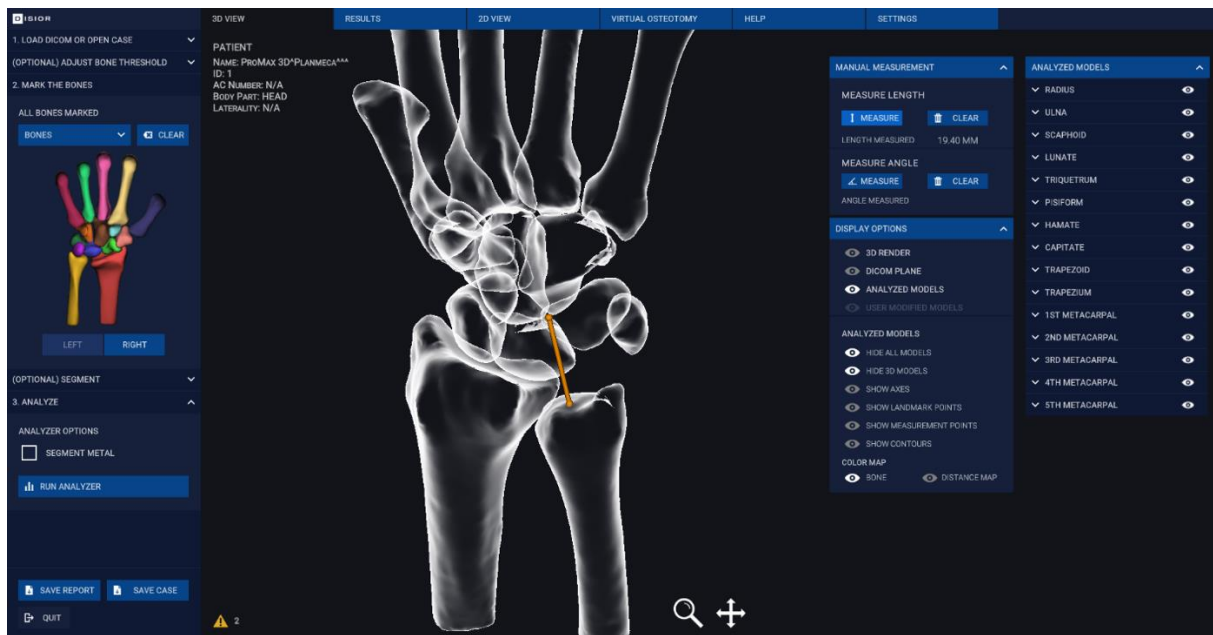 DISIOR
3D VIEW
RESULTS
2D VIEW
VIRTUAL OSTEOTOMY
HELP
SETTINGS
1. LOAD DICOM OR OPEN CASE
(OPTIONAL) ADJUST BONE THRESHOLD
2. MARK THE BONES
ALL BONES MARKED
BONES
CLEAR
LEFT
RIGHT
(OPTIONAL) SEGMENT
3. ANALYZE
ANALYZER OPTIONS
SEGMENT METAL
RUN ANALYZER
SAVE REPORT
SAVE CASE
QUIT
PATIENT
NAME: PROMAX 3D^PLANMECA^^^
ID: 1
AC NUMBER: N/A
BODY PART: HEAD
LATERALITY: N/A
2
MANUAL MEASUREMENT
MEASURE LENGTH
MEASURE
CLEAR
LENGTH MEASURED 19.40 MM
MEASURE ANGLE
MEASURE
CLEAR
ANGLE MEASURED
DISPLAY OPTIONS
3D RENDER
DICOM PLANE
ANALYZED MODELS
USER MODIFIED MODELS
ANALYZED MODELS
HIDE ALL MODELS
HIDE 3D MODELS
SHOW AXES
SHOW LANDMARK POINTS
SHOW MEASUREMENT POINTS
SHOW CONTOURS
COLOR MAP
BONE
DISTANCE MAP
ANALYZED MODELS
RADIUS
ULNA
SCAPHOID
LUNATE
TRIQUETRUM
PISIFORM
HAMATE
CAPITATE
TRAPEZOID
TRAPEZIUM
1ST METACARPAL
2ND METACARPAL
3RD METACARPAL
4TH METACARPAL
5TH METACARPAL